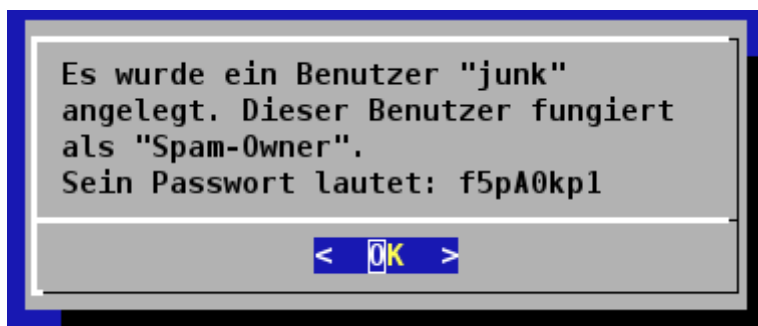 Es wurde ein Benutzer "junk"
angelegt. Dieser Benutzer fungiert
als "Spam-Owner".
Sein Passwort lautet: f5pA0kp1
< OK >